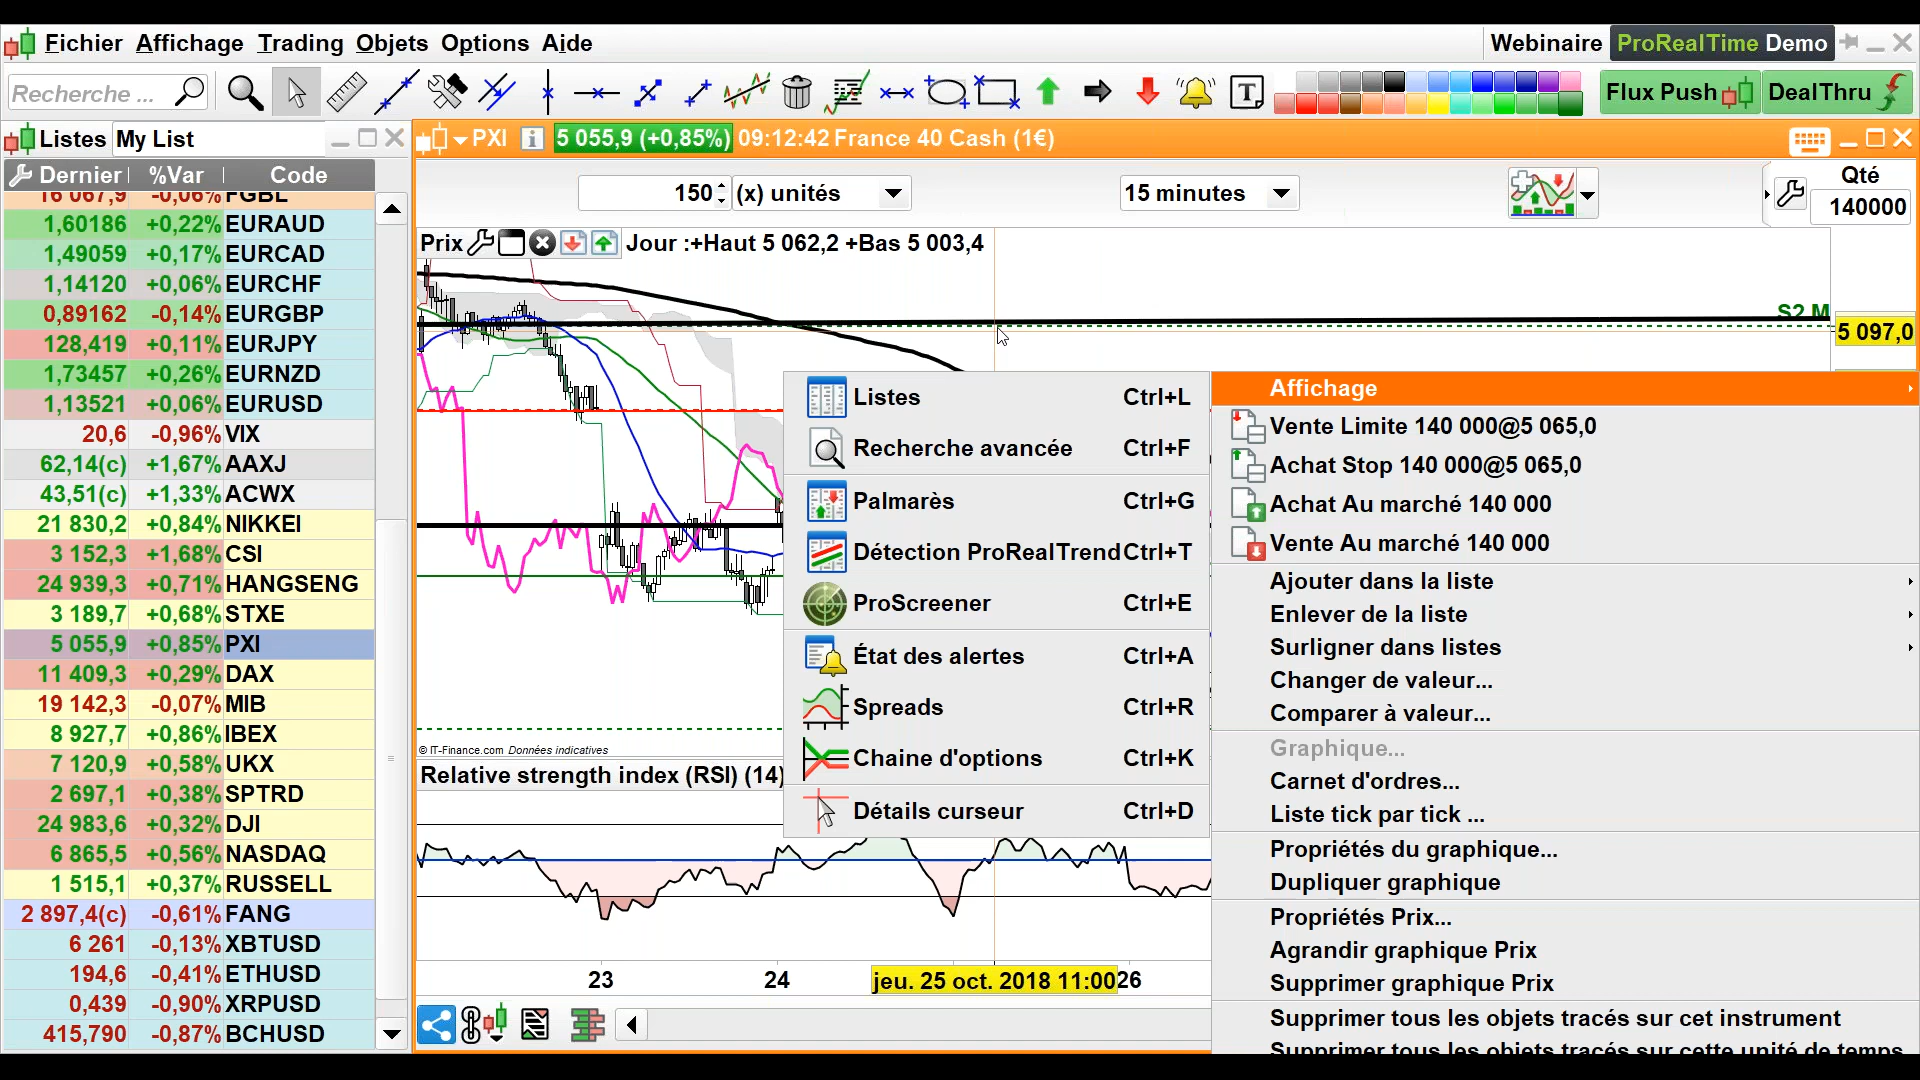 Fichier Affichage Trading Objets Options Aide
Webinaire ProRealTime Demo
Recherche ...
T
Flux Push DealThru
Listes My List
PXI 5 055,9 (+0,85%) 09:12:42 France 40 Cash (1€)
Dernier %Var Code
16 067,9 -0,06% FGBL
1,60186 +0,22% EURAUD
1,49059 +0,17% EURCAD
1,14120 +0,06% EURCHF
0,89162 -0,14% EURGBP
128,419 +0,11% EURJPY
1,73457 +0,26% EURNZD
1,13521 +0,06% EURUSD
20,6 -0,96% VIX
62,14(c) +1,67% AAXJ
43,51(c) +1,33% ACWX
21 830,2 +0,84% NIKKEI
3 152,3 +1,68% CSI
24 939,3 +0,71% HANGSENG
3 189,7 +0,68% STXE
5 055,9 +0,85% PXI
11 409,3 +0,29% DAX
19 142,3 -0,07% MIB
8 927,7 +0,86% IBEX
7 120,9 +0,58% UKX
2 697,1 +0,38% SPTRD
24 983,6 +0,32% DJI
6 865,5 +0,56% NASDAQ
1 515,1 +0,37% RUSSELL
2 897,4(c) -0,61% FANG
6 261 -0,13% XBTUSD
194,6 -0,41% ETHUSD
0,439 -0,90% XRPUSD
415,790 -0,87% BCHUSD
150 (x) unités 15 minutes
Qté
140000
Prix Jour :+Haut 5 062,2 +Bas 5 003,4
S2 M
5 097,0
Listes Ctrl+L
Recherche avancée Ctrl+F
Palmarès Ctrl+G
Détection ProRealTrend Ctrl+T
ProScreener Ctrl+E
État des alertes Ctrl+A
Spreads Ctrl+R
Chaine d'options Ctrl+K
Détails curseur Ctrl+D
Affichage
Vente Limite 140 000@5 065,0
Achat Stop 140 000@5 065,0
Achat Au marché 140 000
Vente Au marché 140 000
Ajouter dans la liste
Enlever de la liste
Surligner dans listes
Changer de valeur...
Comparer à valeur...
Graphique...
Carnet d'ordres...
Liste tick par tick ...
Propriétés du graphique...
Dupliquer graphique
Propriétés Prix...
Agrandir graphique Prix
Supprimer graphique Prix
Supprimer tous les objets tracés sur cet instrument
Supprimer tous les objets tracés sur cette unité de temps
© IT-Finance.com Données indicatives
Relative strength index (RSI) (14)
23 24 jeu. 25 oct. 2018 11:00 26